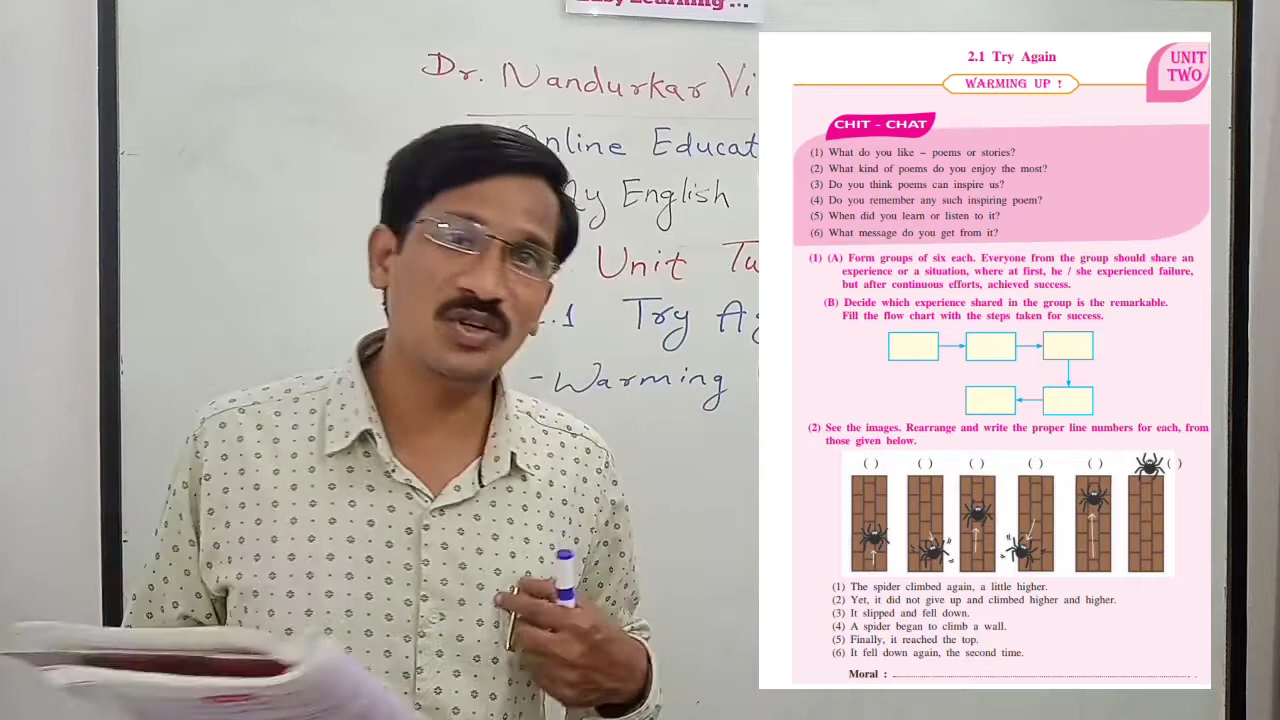 Easy Learning ...
Dr. Nandurkar Vi
Online Educat
My English
Unit Tw
.1 Try Ag
- Warming
2.1 Try Again
UNIT
TWO
WARMING UP !
CHIT - CHAT
(1) What do you like – poems or stories?
(2) What kind of poems do you enjoy the most?
(3) Do you think poems can inspire us?
(4) Do you remember any such inspiring poem?
(5) When did you learn or listen to it?
(6) What message do you get from it?
(1) (A) Form groups of six each. Everyone from the group should share an
experience or a situation, where at first, he / she experienced failure,
but after continuous efforts, achieved success.
(B) Decide which experience shared in the group is the remarkable.
Fill the flow chart with the steps taken for success.
(2) See the images. Rearrange and write the proper line numbers for each, from
those given below.
( ) ( ) ( ) ( ) ( ) ( )
(1) The spider climbed again, a little higher.
(2) Yet, it did not give up and climbed higher and higher.
(3) It slipped and fell down.
(4) A spider began to climb a wall.
(5) Finally, it reached the top.
(6) It fell down again, the second time.
Moral :